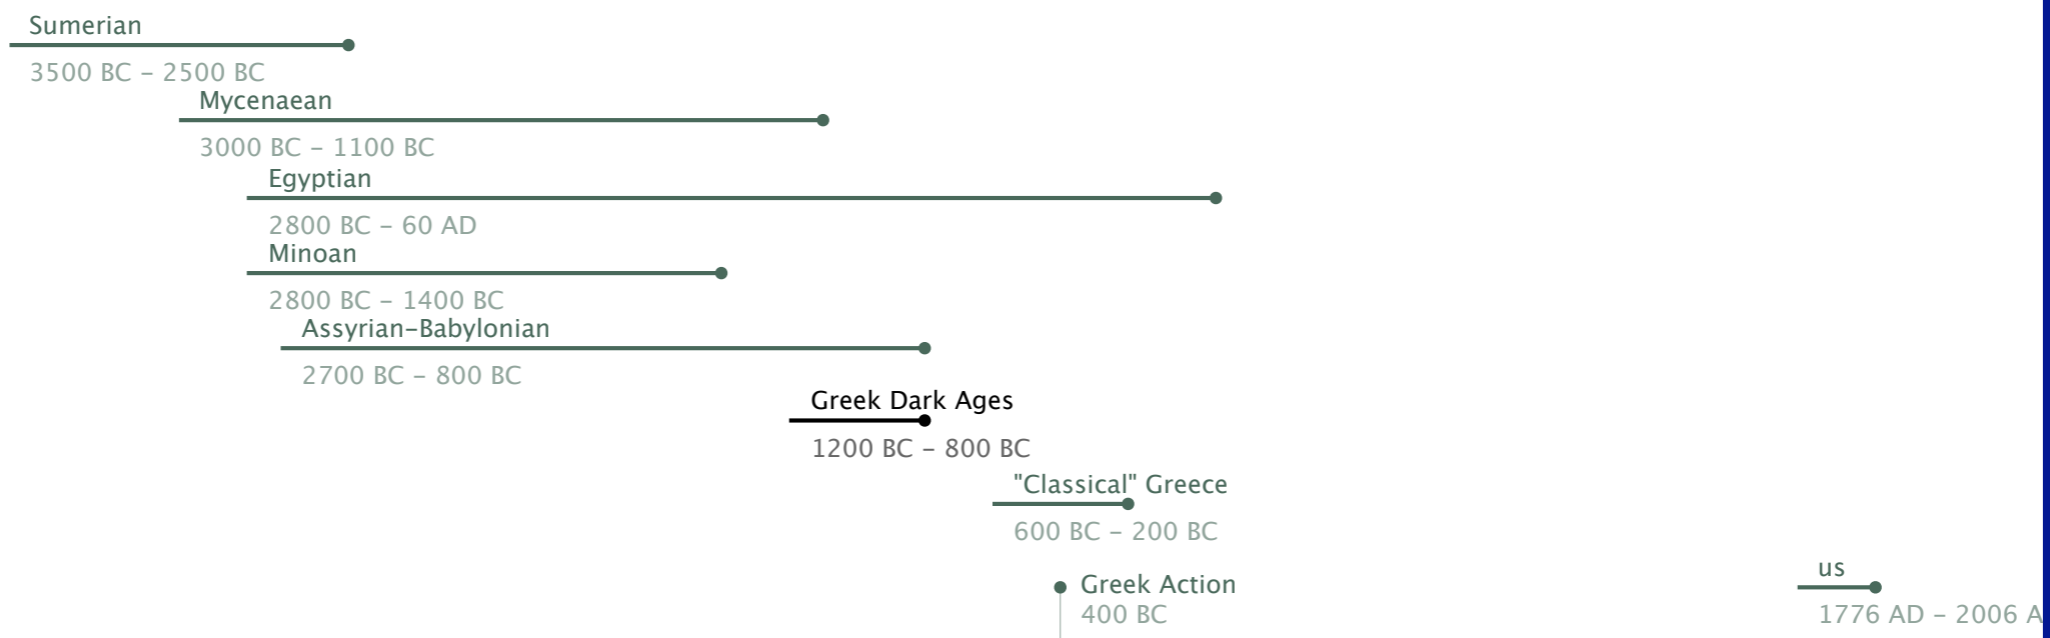 Sumerian
3500 BC – 2500 BC
Mycenaean
3000 BC – 1100 BC
Egyptian
2800 BC – 60 AD
Minoan
2800 BC – 1400 BC
Assyrian–Babylonian
2700 BC – 800 BC
Greek Dark Ages
1200 BC – 800 BC
"Classical" Greece
600 BC – 200 BC
us
1776 AD – 2006 A
Greek Action
400 BC